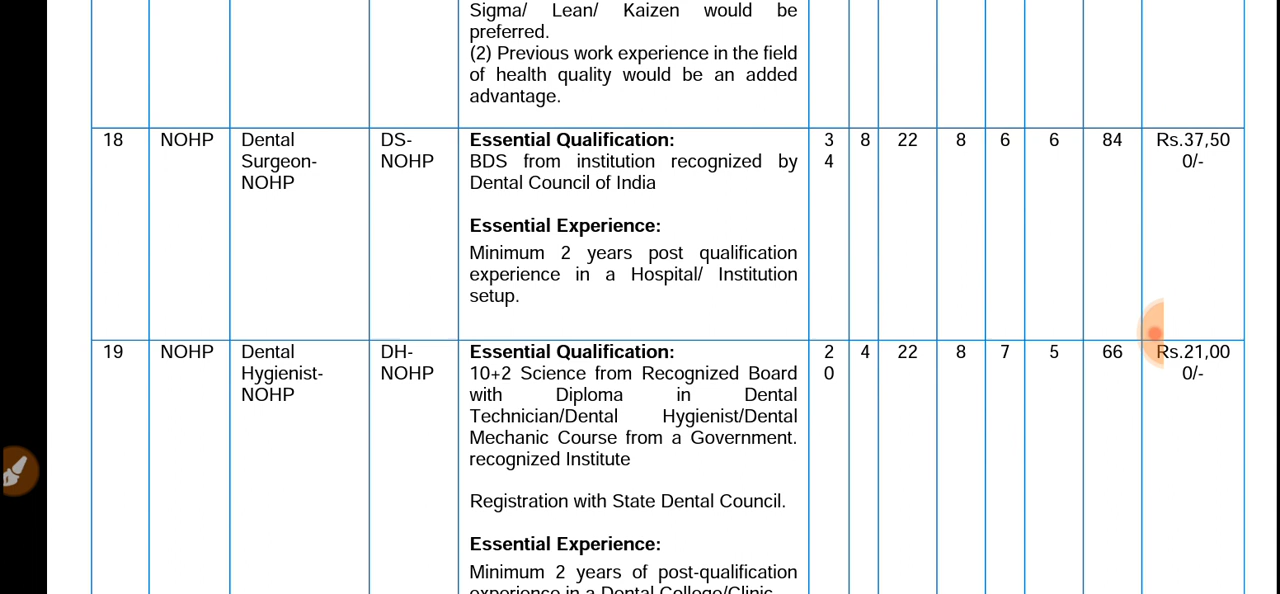 Sigma/ Lean/ Kaizen would be
preferred.
(2) Previous work experience in the field
of health quality would be an added
advantage.
18 NOHP Dental DS- Essential Qualification: 3 8 22 8 6 6 84 Rs.37,50
Surgeon- NOHP BDS from institution recognized by 4 0/-
NOHP Dental Council of India
Essential Experience:
Minimum 2 years post qualification
experience in a Hospital/ Institution
setup.
19 NOHP Dental DH- Essential Qualification: 2 4 22 8 7 5 66 Rs.21,00
Hygienist- NOHP 10+2 Science from Recognized Board 0 0/-
NOHP with Diploma in Dental
Technician/Dental Hygienist/Dental
Mechanic Course from a Government.
recognized Institute
Registration with State Dental Council.
Essential Experience:
Minimum 2 years of post-qualification
experience in a Dental College/Clinic